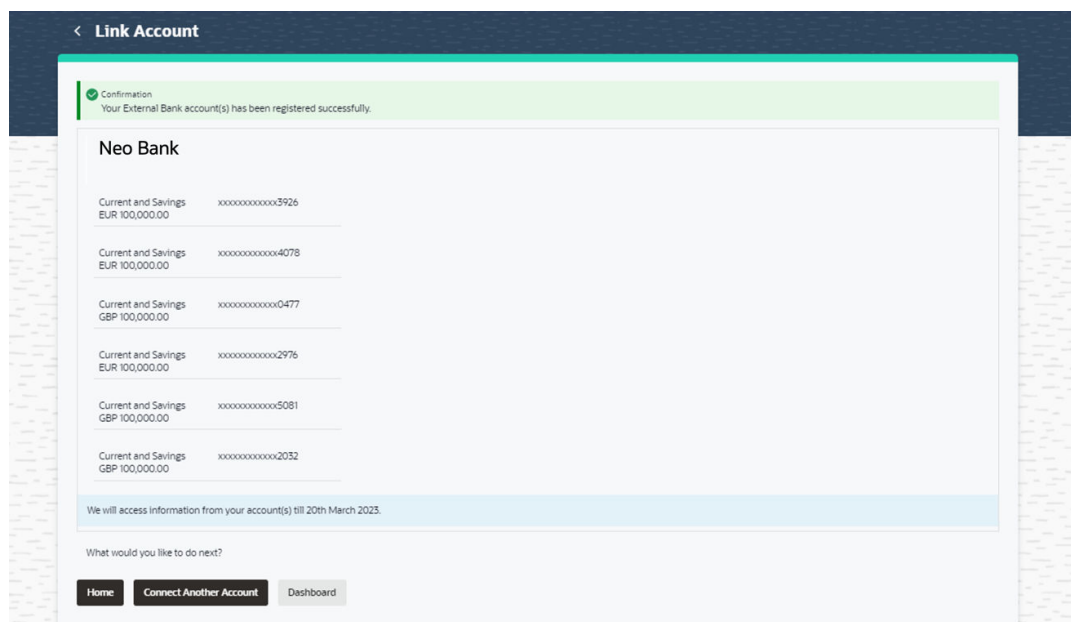 Link Account
Confirmation
Your External Bank account(s) has been registered successfully.
Neo Bank
Current and Savings xxxxxxxxxxxx3926
EUR 100,000.00
Current and Savings xxxxxxxxxxxx4078
EUR 100,000.00
Current and Savings xxxxxxxxxxxx0477
GBP 100,000.00
Current and Savings xxxxxxxxxxxx2976
EUR 100,000.00
Current and Savings xxxxxxxxxxxx5081
GBP 100,000.00
Current and Savings xxxxxxxxxxxx2032
GBP 100,000.00
We will access information from your account(s) till 20th March 2023.
What would you like to do next?
Home Connect Another Account Dashboard